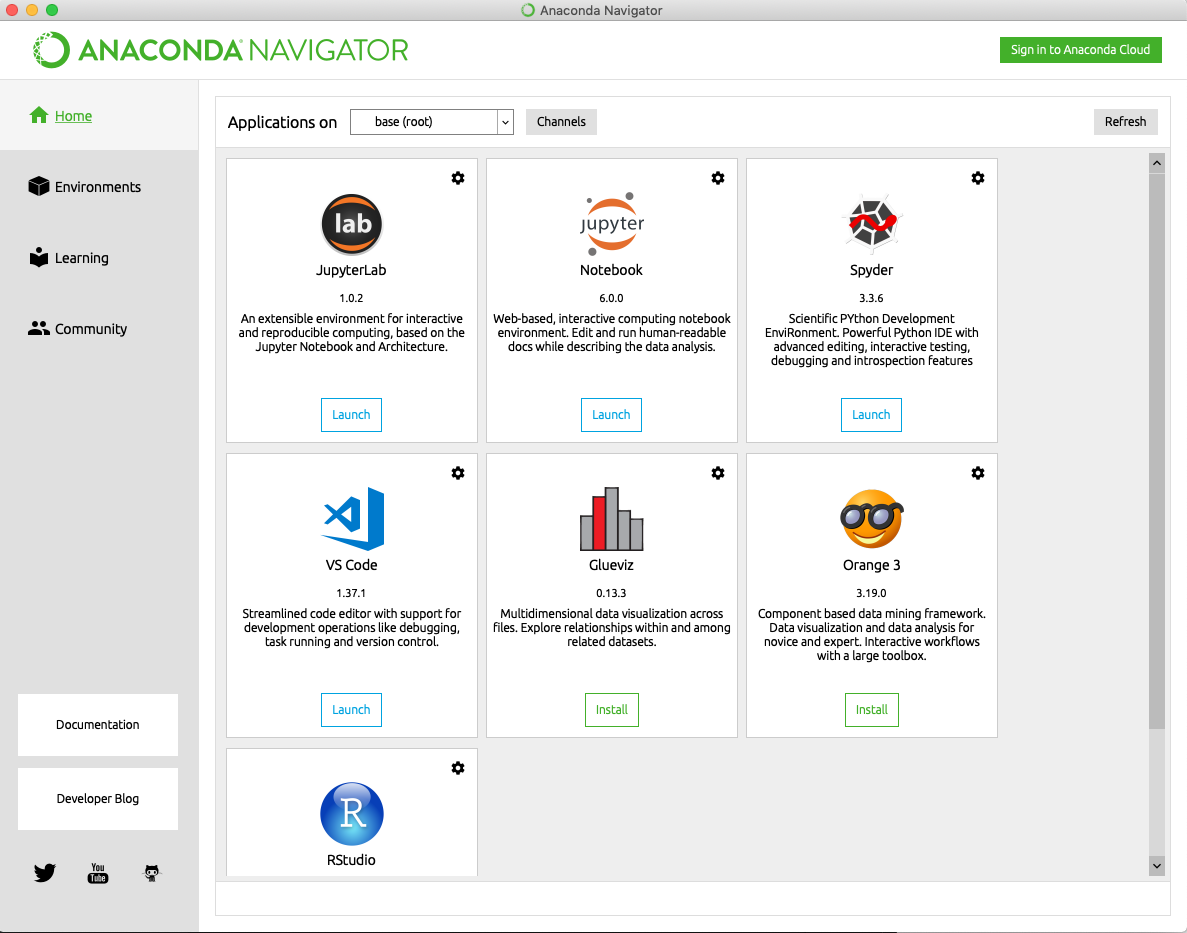 Anaconda Navigator
ANACONDA NAVIGATOR
Sign in to Anaconda Cloud
Home
Environments
Learning
Community
Documentation
Developer Blog
You
Tube
Applications on
base (root)
Channels
Refresh
lab
JupyterLab
1.0.2
An extensible environment for interactive
and reproducible computing, based on the
Jupyter Notebook and Architecture.
Launch
jupyter
Notebook
6.0.0
Web-based, interactive computing notebook
environment. Edit and run human-readable
docs while describing the data analysis.
Launch
Spyder
3.3.6
Scientific PYthon Development
EnviRonment. Powerful Python IDE with
advanced editing, interactive testing,
debugging and introspection features
Launch
VS Code
1.37.1
Streamlined code editor with support for
development operations like debugging,
task running and version control.
Launch
Glueviz
0.13.3
Multidimensional data visualization across
files. Explore relationships within and among
related datasets.
Install
Orange 3
3.19.0
Component based data mining framework.
Data visualization and data analysis for
novice and expert. Interactive workflows
with a large toolbox.
Install
R
RStudio